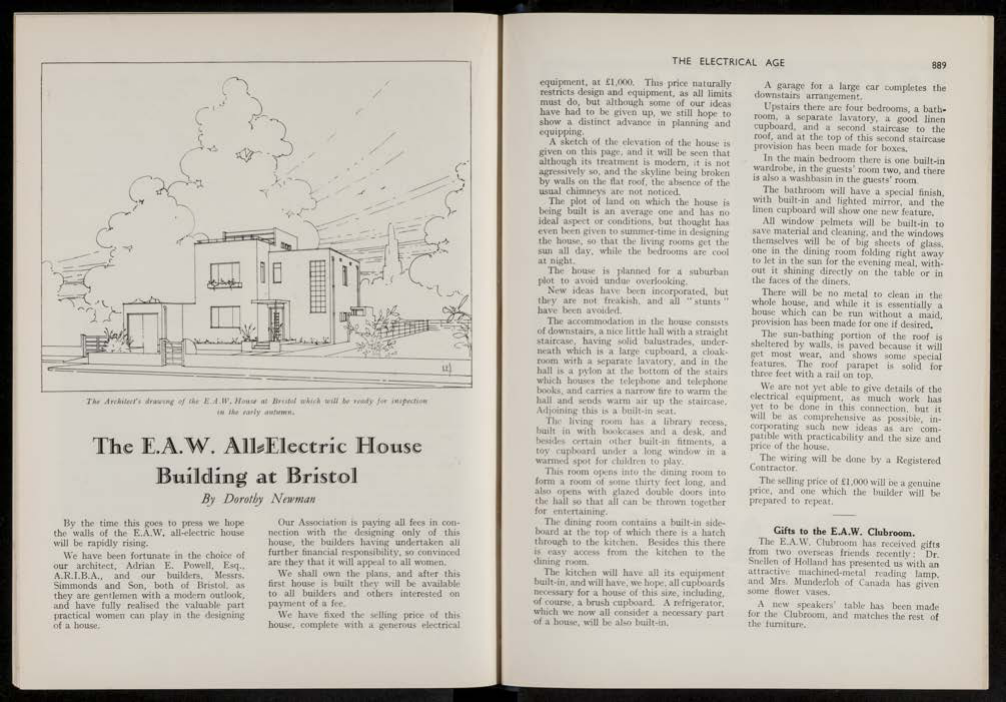 The Architect's drawing of the E.A.W. House at Bristol which will be ready for inspection
in the early autumn.
The E.A.W. All-Electric House
Building at Bristol
By Dorothy Newman
By the time this goes to press we hope
the walls of the E.A.W. all-electric house
will be rapidly rising.
We have been fortunate in the choice of
our architect, Adrian E. Powell, Esq.,
A.R.I.B.A., and our builders, Messrs.
Simmonds and Son, both of Bristol, as
they are gentlemen with a modern outlook,
and have fully realised the valuable part
practical women can play in the designing
of a house.
Our Association is paying all fees in con-
nection with the designing only of this
house, the builders having undertaken all
further financial responsibility, so convinced
are they that it will appeal to all women.
We shall own the plans, and after this
first house is built they will be available
to all builders and others interested on
payment of a fee.
We have fixed the selling price of this
house, complete with a generous electrical
THE ELECTRICAL AGE
889
equipment, at £1,000. This price naturally
restricts design and equipment, as all limits
must do, but although some of our ideas
have had to be given up, we still hope to
show a distinct advance in planning and
equipping.
A sketch of the elevation of the house is
given on this page, and it will be seen that
although its treatment is modern, it is not
agressively so, and the skyline being broken
by walls on the flat roof, the absence of the
usual chimneys are not noticed.
The plot of land on which the house is
being built is an average one and has no
ideal aspect or conditions, but thought has
even been given to summer-time in designing
the house, so that the living rooms get the
sun all day, while the bedrooms are cool
at night.
The house is planned for a suburban
plot to avoid undue overlooking.
New ideas have been incorporated, but
they are not freakish, and all "stunts"
have been avoided.
The accommodation in the house consists
of downstairs, a nice little hall with a straight
staircase, having solid balustrades, under-
neath which is a large cupboard, a cloak-
room with a separate lavatory, and in the
hall is a pylon at the bottom of the stairs
which houses the telephone and telephone
books, and carries a narrow fire to warm the
hall and sends warm air up the staircase.
Adjoining this is a built-in seat.
The living room has a library recess,
built in with bookcases and a desk, and
besides certain other built-in fitments, a
toy cupboard under a long window in a
warmed spot for children to play.
This room opens into the dining room to
form a room of some thirty feet long, and
also opens with glazed double doors into
the hall so that all can be thrown together
for entertaining.
The dining room contains a built-in side-
board at the top of which there is a hatch
through to the kitchen. Besides this there
is easy access from the kitchen to the
dining room.
The kitchen will have all its equipment
built-in, and will have, we hope, all cupboards
necessary for a house of this size, including,
of course, a brush cupboard. A refrigerator,
which we now all consider a necessary part
of a house, will be also built-in.
A garage for a large car completes the
downstairs arrangement.
Upstairs there are four bedrooms, a bath-
room, a separate lavatory, a good linen
cupboard, and a second staircase to the
roof, and at the top of this second staircase
provision has been made for boxes.
In the main bedroom there is one built-in
wardrobe, in the guests' room two, and there
is also a washbasin in the guests' room.
The bathroom will have a special finish,
with built-in and lighted mirror, and the
linen cupboard will show one new feature.
All window pelmets will be built-in to
save material and cleaning, and the windows
themselves will be of big sheets of glass,
one in the dining room folding right away
to let in the sun for the evening meal, with-
out it shining directly on the table or in
the faces of the diners.
There will be no metal to clean in the
whole house, and while it is essentially a
house which can be run without a maid,
provision has been made for one if desired.
The sun-bathing portion of the roof is
sheltered by walls, is paved because it will
get most wear, and shows some special
features. The roof parapet is solid for
three feet with a rail on top.
We are not yet able to give details of the
electrical equipment, as much work has
yet to be done in this connection, but it
will be as comprehensive as possible, in-
corporating such new ideas as are com-
patible with practicability and the size and
price of the house.
The wiring will be done by a Registered
Contractor.
The selling price of £1,000 will be a genuine
price, and one which the builder will be
prepared to repeat.
Gifts to the E.A.W. Clubroom.
The E.A.W. Clubroom has received gifts
from two overseas friends recently: Dr.
Snellen of Holland has presented us with an
attractive machined-metal reading lamp,
and Mrs. Munderloh of Canada has given
some flower vases.
A new speakers' table has been made
for the Clubroom, and matches the rest of
the furniture.